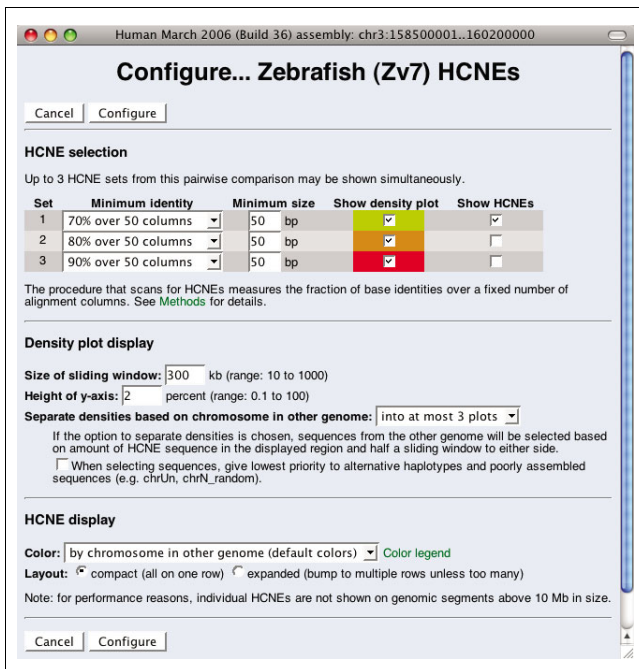 Human March 2006 (Build 36) assembly: chr3:158500001..160200000
Configure... Zebrafish (Zv7) HCNEs
Cancel Configure
HCNE selection
Up to 3 HCNE sets from this pairwise comparison may be shown simultaneously.
Set Minimum identity Minimum size Show density plot Show HCNEs
1 70% over 50 columns 50 bp
2 80% over 50 columns 50 bp
3 90% over 50 columns 50 bp
The procedure that scans for HCNEs measures the fraction of base identities over a fixed number of
alignment columns. See Methods for details.
Density plot display
Size of sliding window: 300 kb (range: 10 to 1000)
Height of y-axis: 2 percent (range: 0.1 to 100)
Separate densities based on chromosome in other genome: into at most 3 plots
If the option to separate densities is chosen, sequences from the other genome will be selected based
on amount of HCNE sequence in the displayed region and half a sliding window to either side.
When selecting sequences, give lowest priority to alternative haplotypes and poorly assembled
sequences (e.g. chrUn, chrN_random).
HCNE display
Color: by chromosome in other genome (default colors) Color legend
Layout: compact (all on one row) expanded (bump to multiple rows unless too many)
Note: for performance reasons, individual HCNEs are not shown on genomic segments above 10 Mb in size.
Cancel Configure